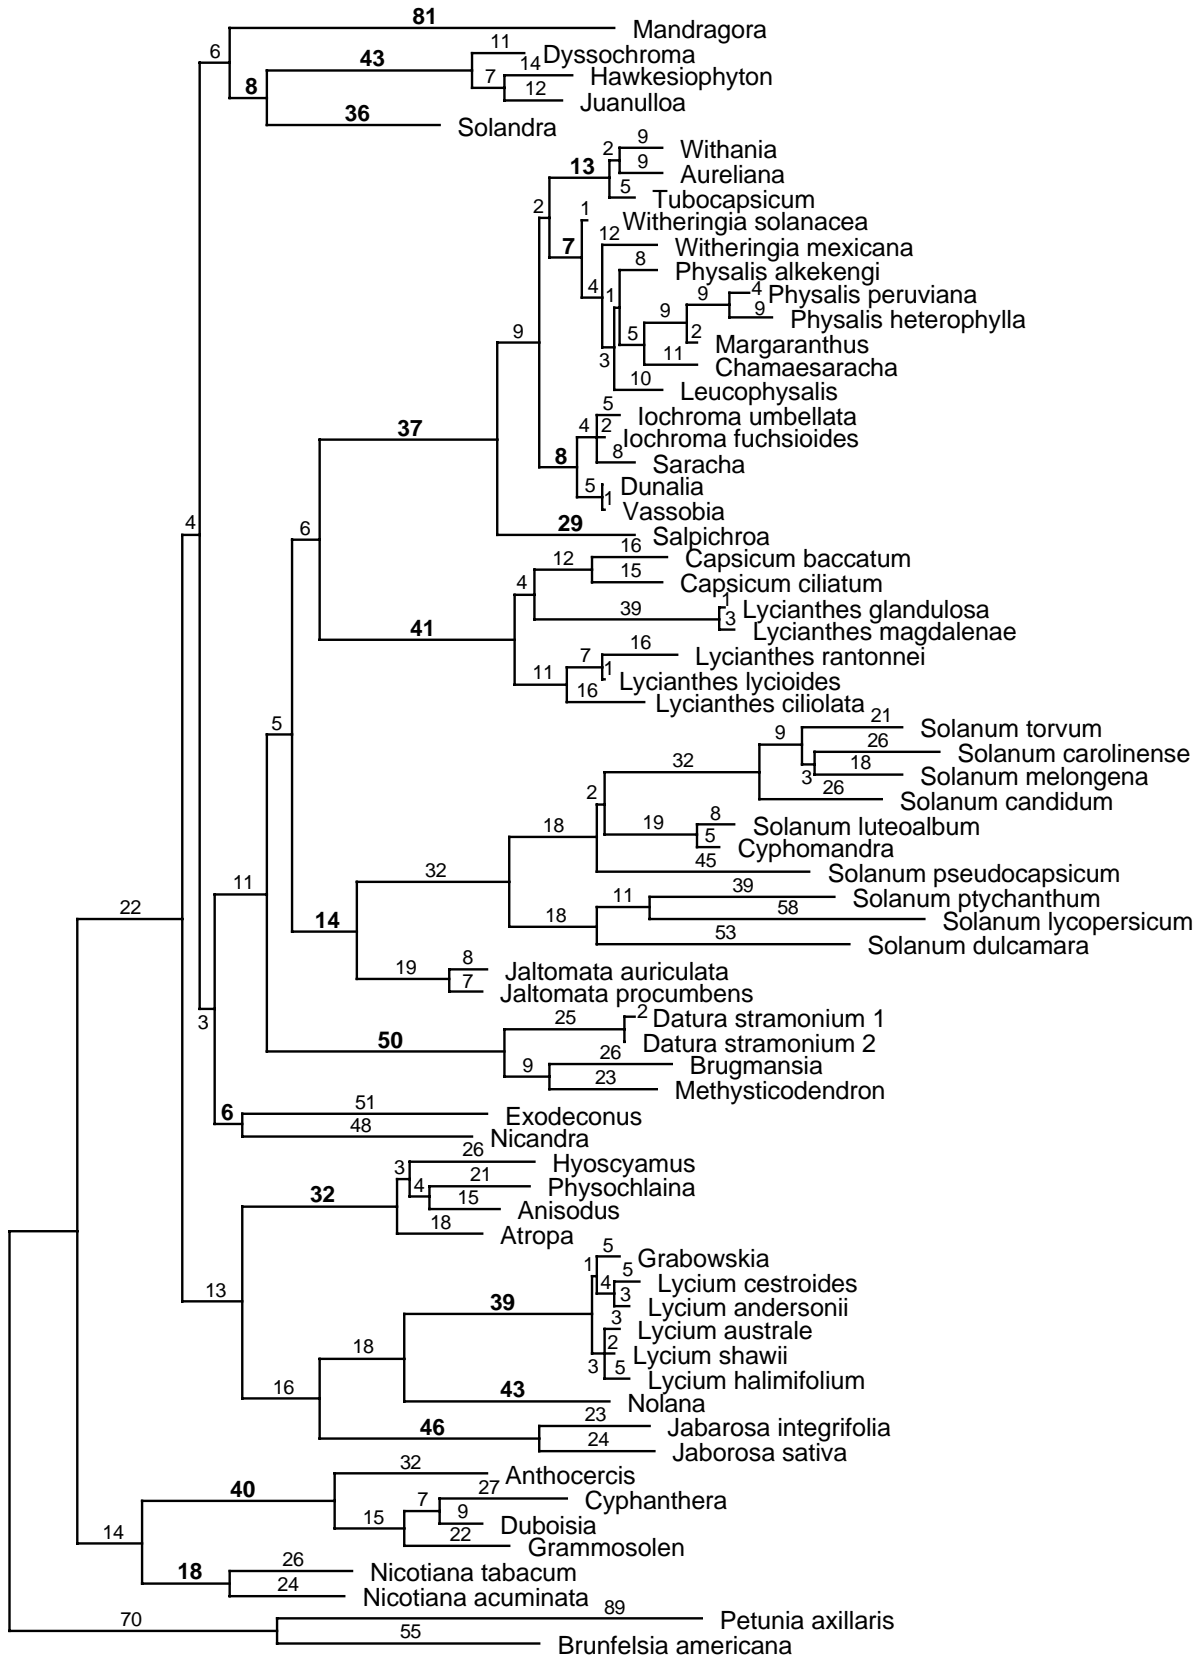 81
Mandragora
6
11
Dyssochroma
43
14
Hawkesiophyton
7
8
12
Juanulloa
36
Solandra
9
Withania
2
13
9
Aureliana
5
Tubocapsicum
2
1
Witheringia solanacea
12
7
Witheringia mexicana
8
Physalis alkekengi
4
1
9
4
Physalis peruviana
9
9
Physalis heterophylla
9
5
2
Margaranthus
3
11
Chamaesaracha
10
Leucophysalis
5
Iochroma umbellata
37
4
2
Iochroma fuchsioides
8
8
Saracha
5
Dunalia
1
Vassobia
4
6
29
Salpichroa
16
Capsicum baccatum
12
15
Capsicum ciliatum
4
1
Lycianthes glandulosa
39
3
Lycianthes magdalenae
41
16
Lycianthes rantonnei
7
1
11
Lycianthes lycioides
16
Lycianthes ciliolata
5
21
Solanum torvum
9
26
Solanum carolinense
32
18
3
Solanum melongena
26
Solanum candidum
2
8
Solanum luteoalbum
18
19
5
Cyphomandra
45
Solanum pseudocapsicum
11
32
39
Solanum ptychanthum
11
22
58
Solanum lycopersicum
14
18
53
Solanum dulcamara
8
Jaltomata auriculata
19
7
Jaltomata procumbens
3
25
2
Datura stramonium 1
50
Datura stramonium 2
26
Brugmansia
9
23
Methysticodendron
6
51
Exodeconus
48
Nicandra
26
Hyoscyamus
3
21
Physochlaina
32
4
15
Anisodus
18
Atropa
5
Grabowskia
1
5
Lycium cestroides
13
4
3
39
Lycium andersonii
3
Lycium australe
18
2
Lycium shawii
3
5
Lycium halimifolium
16
43
Nolana
23
Jabarosa integrifolia
46
24
Jaborosa sativa
32
Anthocercis
40
27
Cyphanthera
7
9
15
Duboisia
14
22
Grammosolen
26
Nicotiana tabacum
18
24
Nicotiana acuminata
89
Petunia axillaris
70
55
Brunfelsia americana